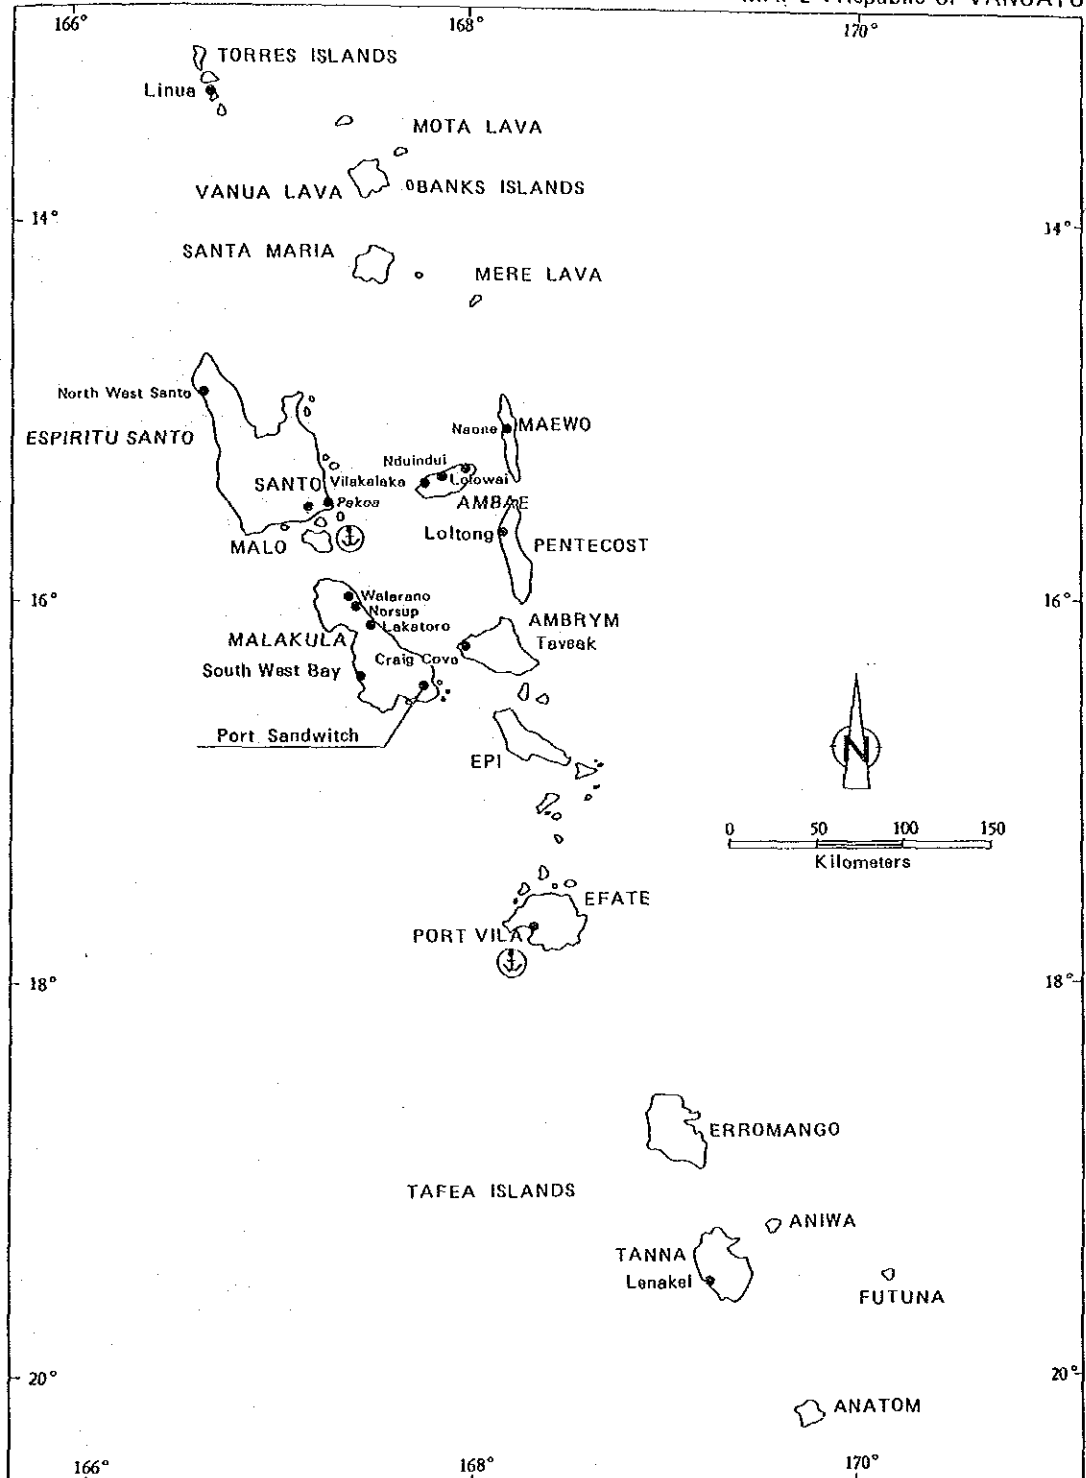 Republic of VANUATU
166°
168°
170°
TORRES ISLANDS
Linua
MOTA LAVA
VANUA LAVA
BANKS ISLANDS
14°
14°
SANTA MARIA
MERE LAVA
North West Santo
ESPIRITU SANTO
Naone
MAEWO
Nduindui
SANTO
Vilakalaka
Lolowai
Pekoa
AMBAE
Loltong
MALO
PENTECOST
16°
16°
Walarano
Norsup
AMBRYM
Lakatoro
MALAKULA
Taveak
Craig Cove
South West Bay
Port Sandwitch
EPI
N
0 50 100 150
Kilometers
EFATE
PORT VILA
18°
18°
ERROMANGO
TAFEA ISLANDS
ANIWA
TANNA
Lenakel
FUTUNA
20°
20°
ANATOM
166°
168°
170°